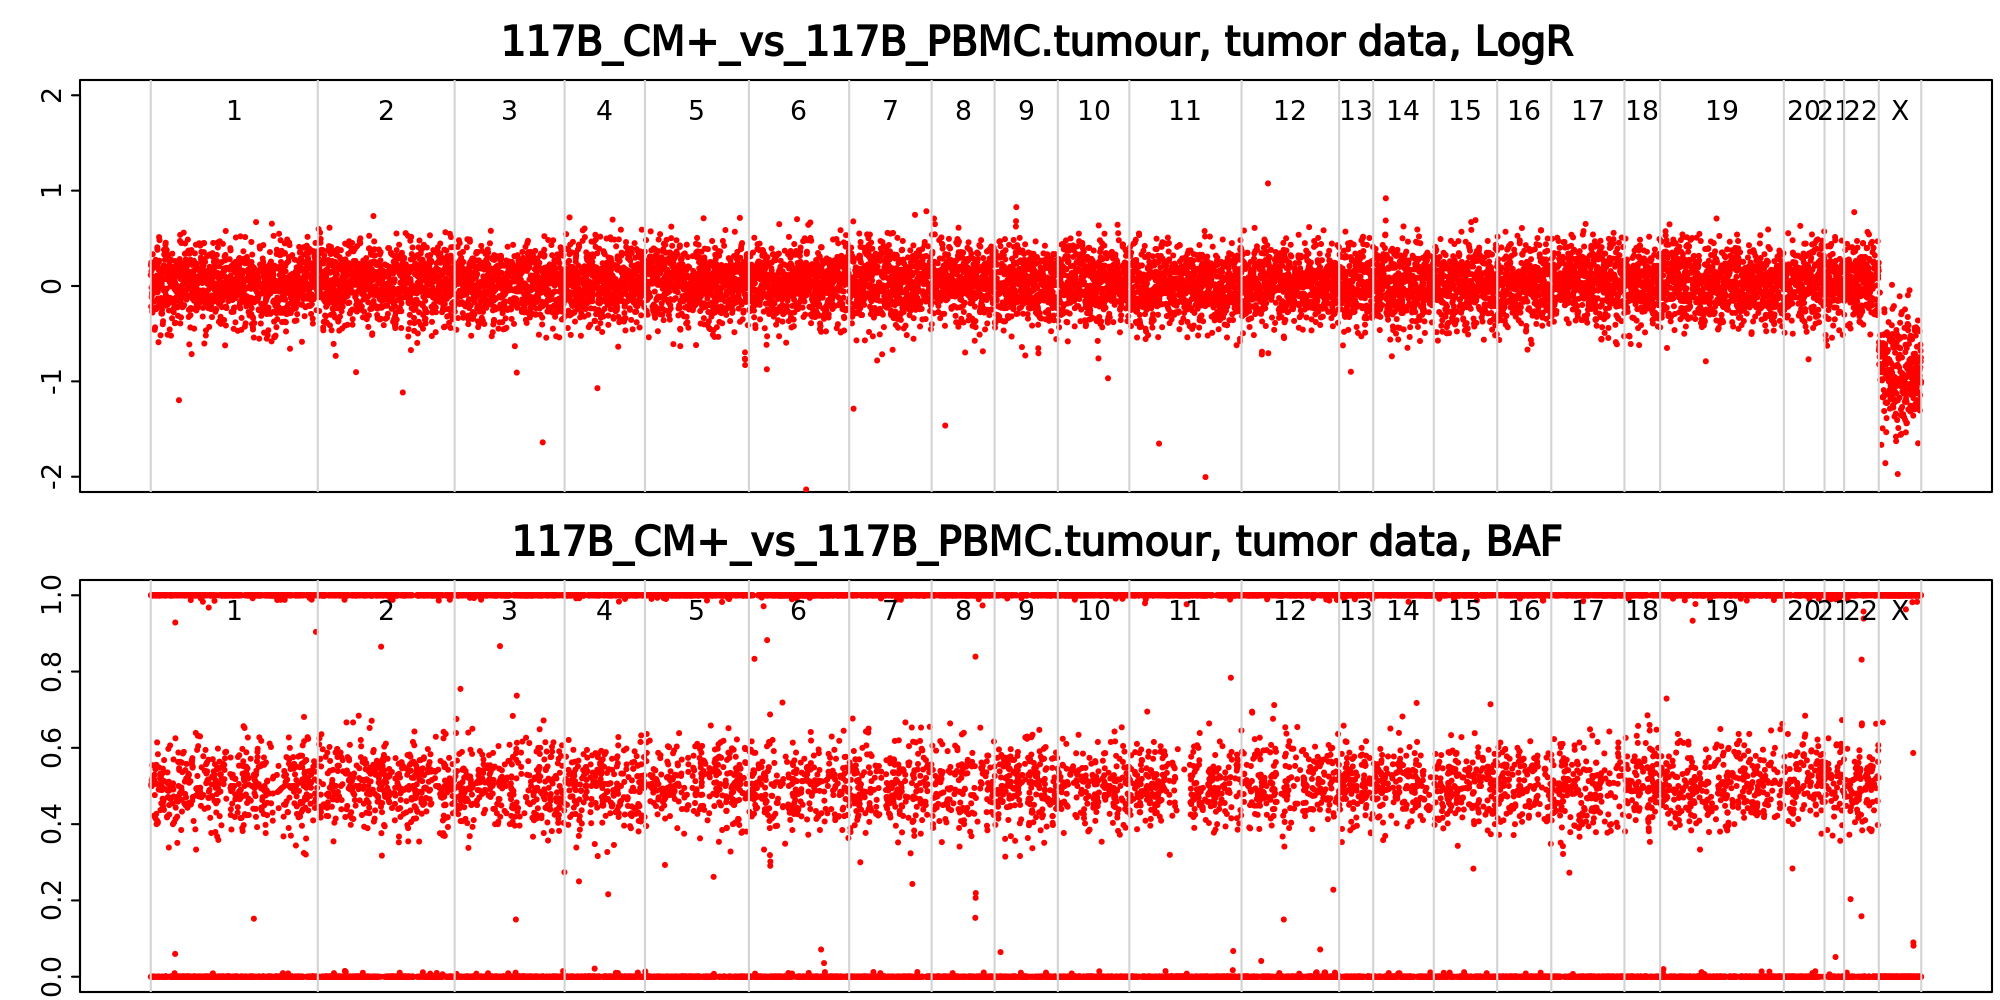 117B_CM+_vs_117B_PBMC.tumour, tumor data, LogR
2
1
0
-1
-2
1 2 3 4 5 6 7 8 9 10 11 12 13 14 15 16 17 18 19 20 21 22 X
117B_CM+_vs_117B_PBMC.tumour, tumor data, BAF
1.0
0.8
0.6
0.4
0.2
0.0
1 2 3 4 5 6 7 8 9 10 11 12 13 14 15 16 17 18 19 20 21 22 X